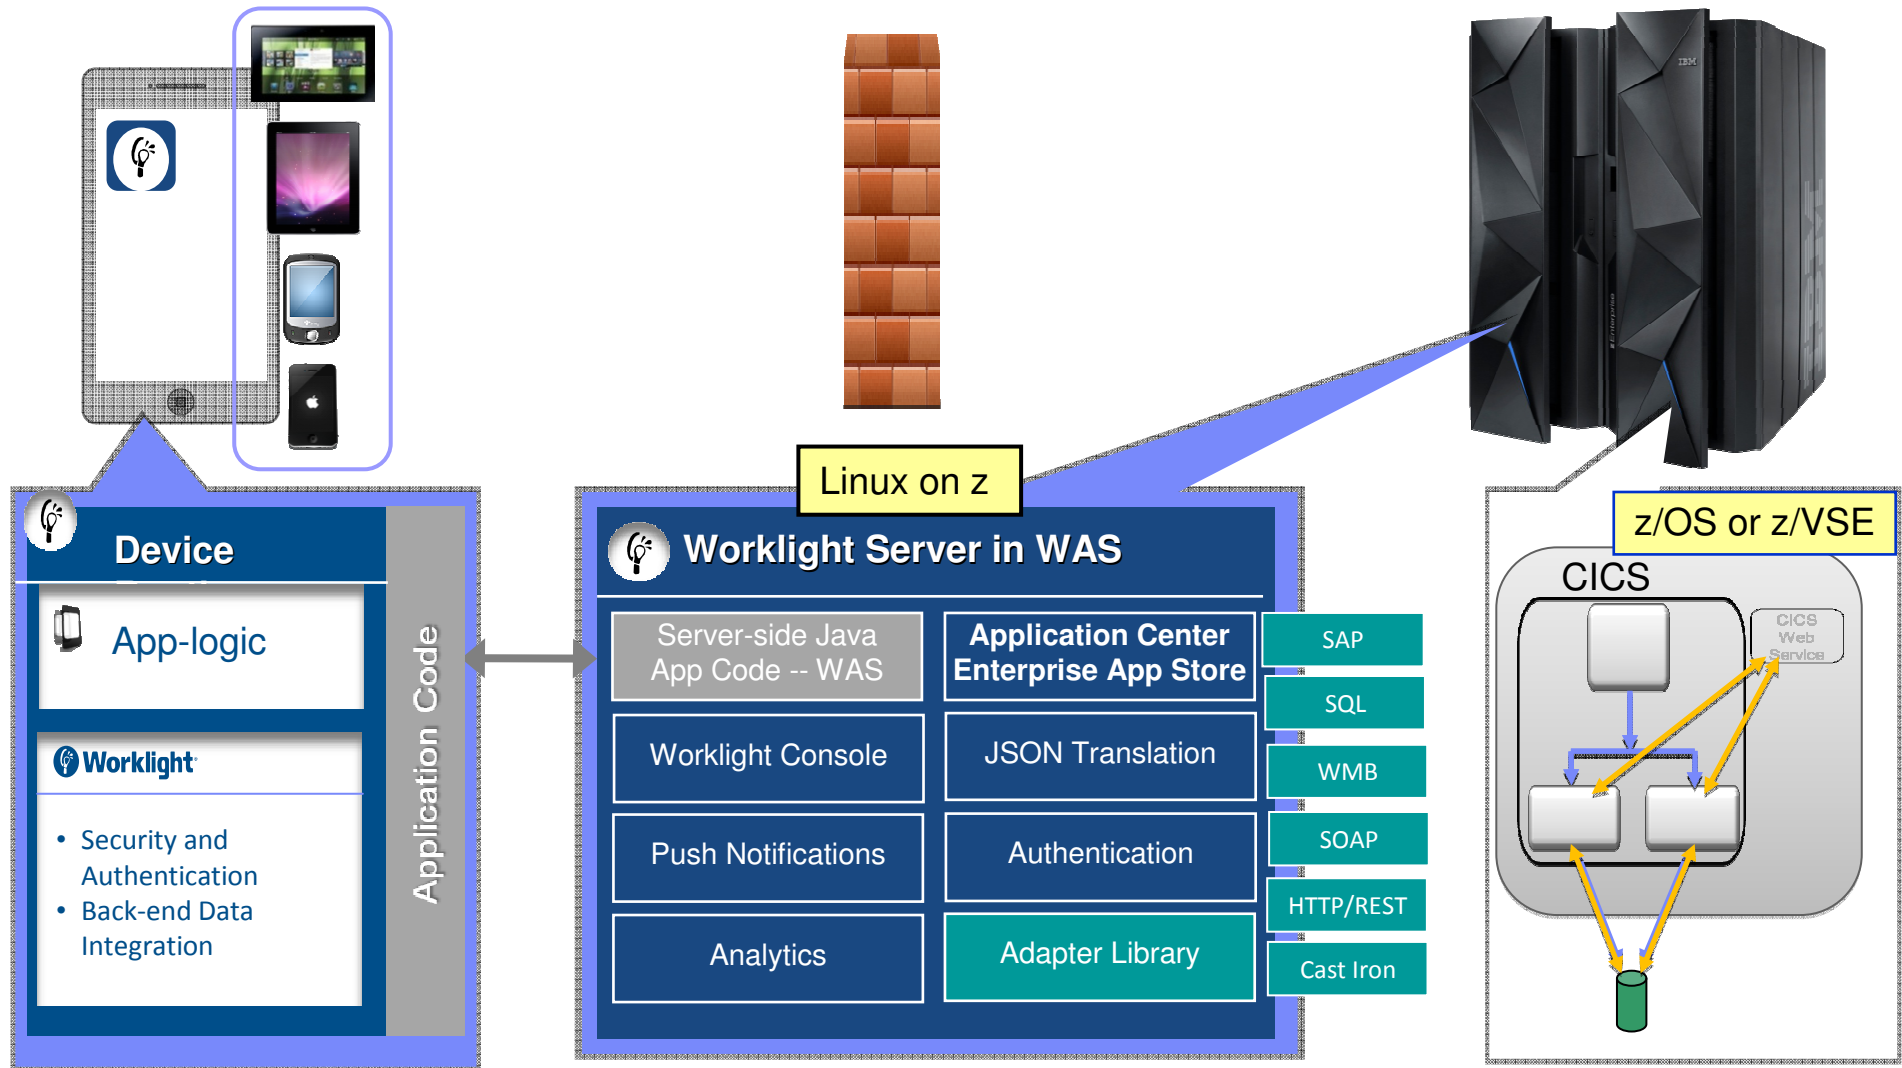 IBM
Linux on z
z/OS or z/VSE
Device
App-logic
Worklight
• Security and
Authentication
• Back-end Data
Integration
Application Code
Worklight Server in WAS
Server-side Java
App Code -- WAS
Application Center
Enterprise App Store
Worklight Console
JSON Translation
Push Notifications
Authentication
Analytics
Adapter Library
SAP
SQL
WMB
SOAP
HTTP/REST
Cast Iron
CICS
CICS
Web
Service